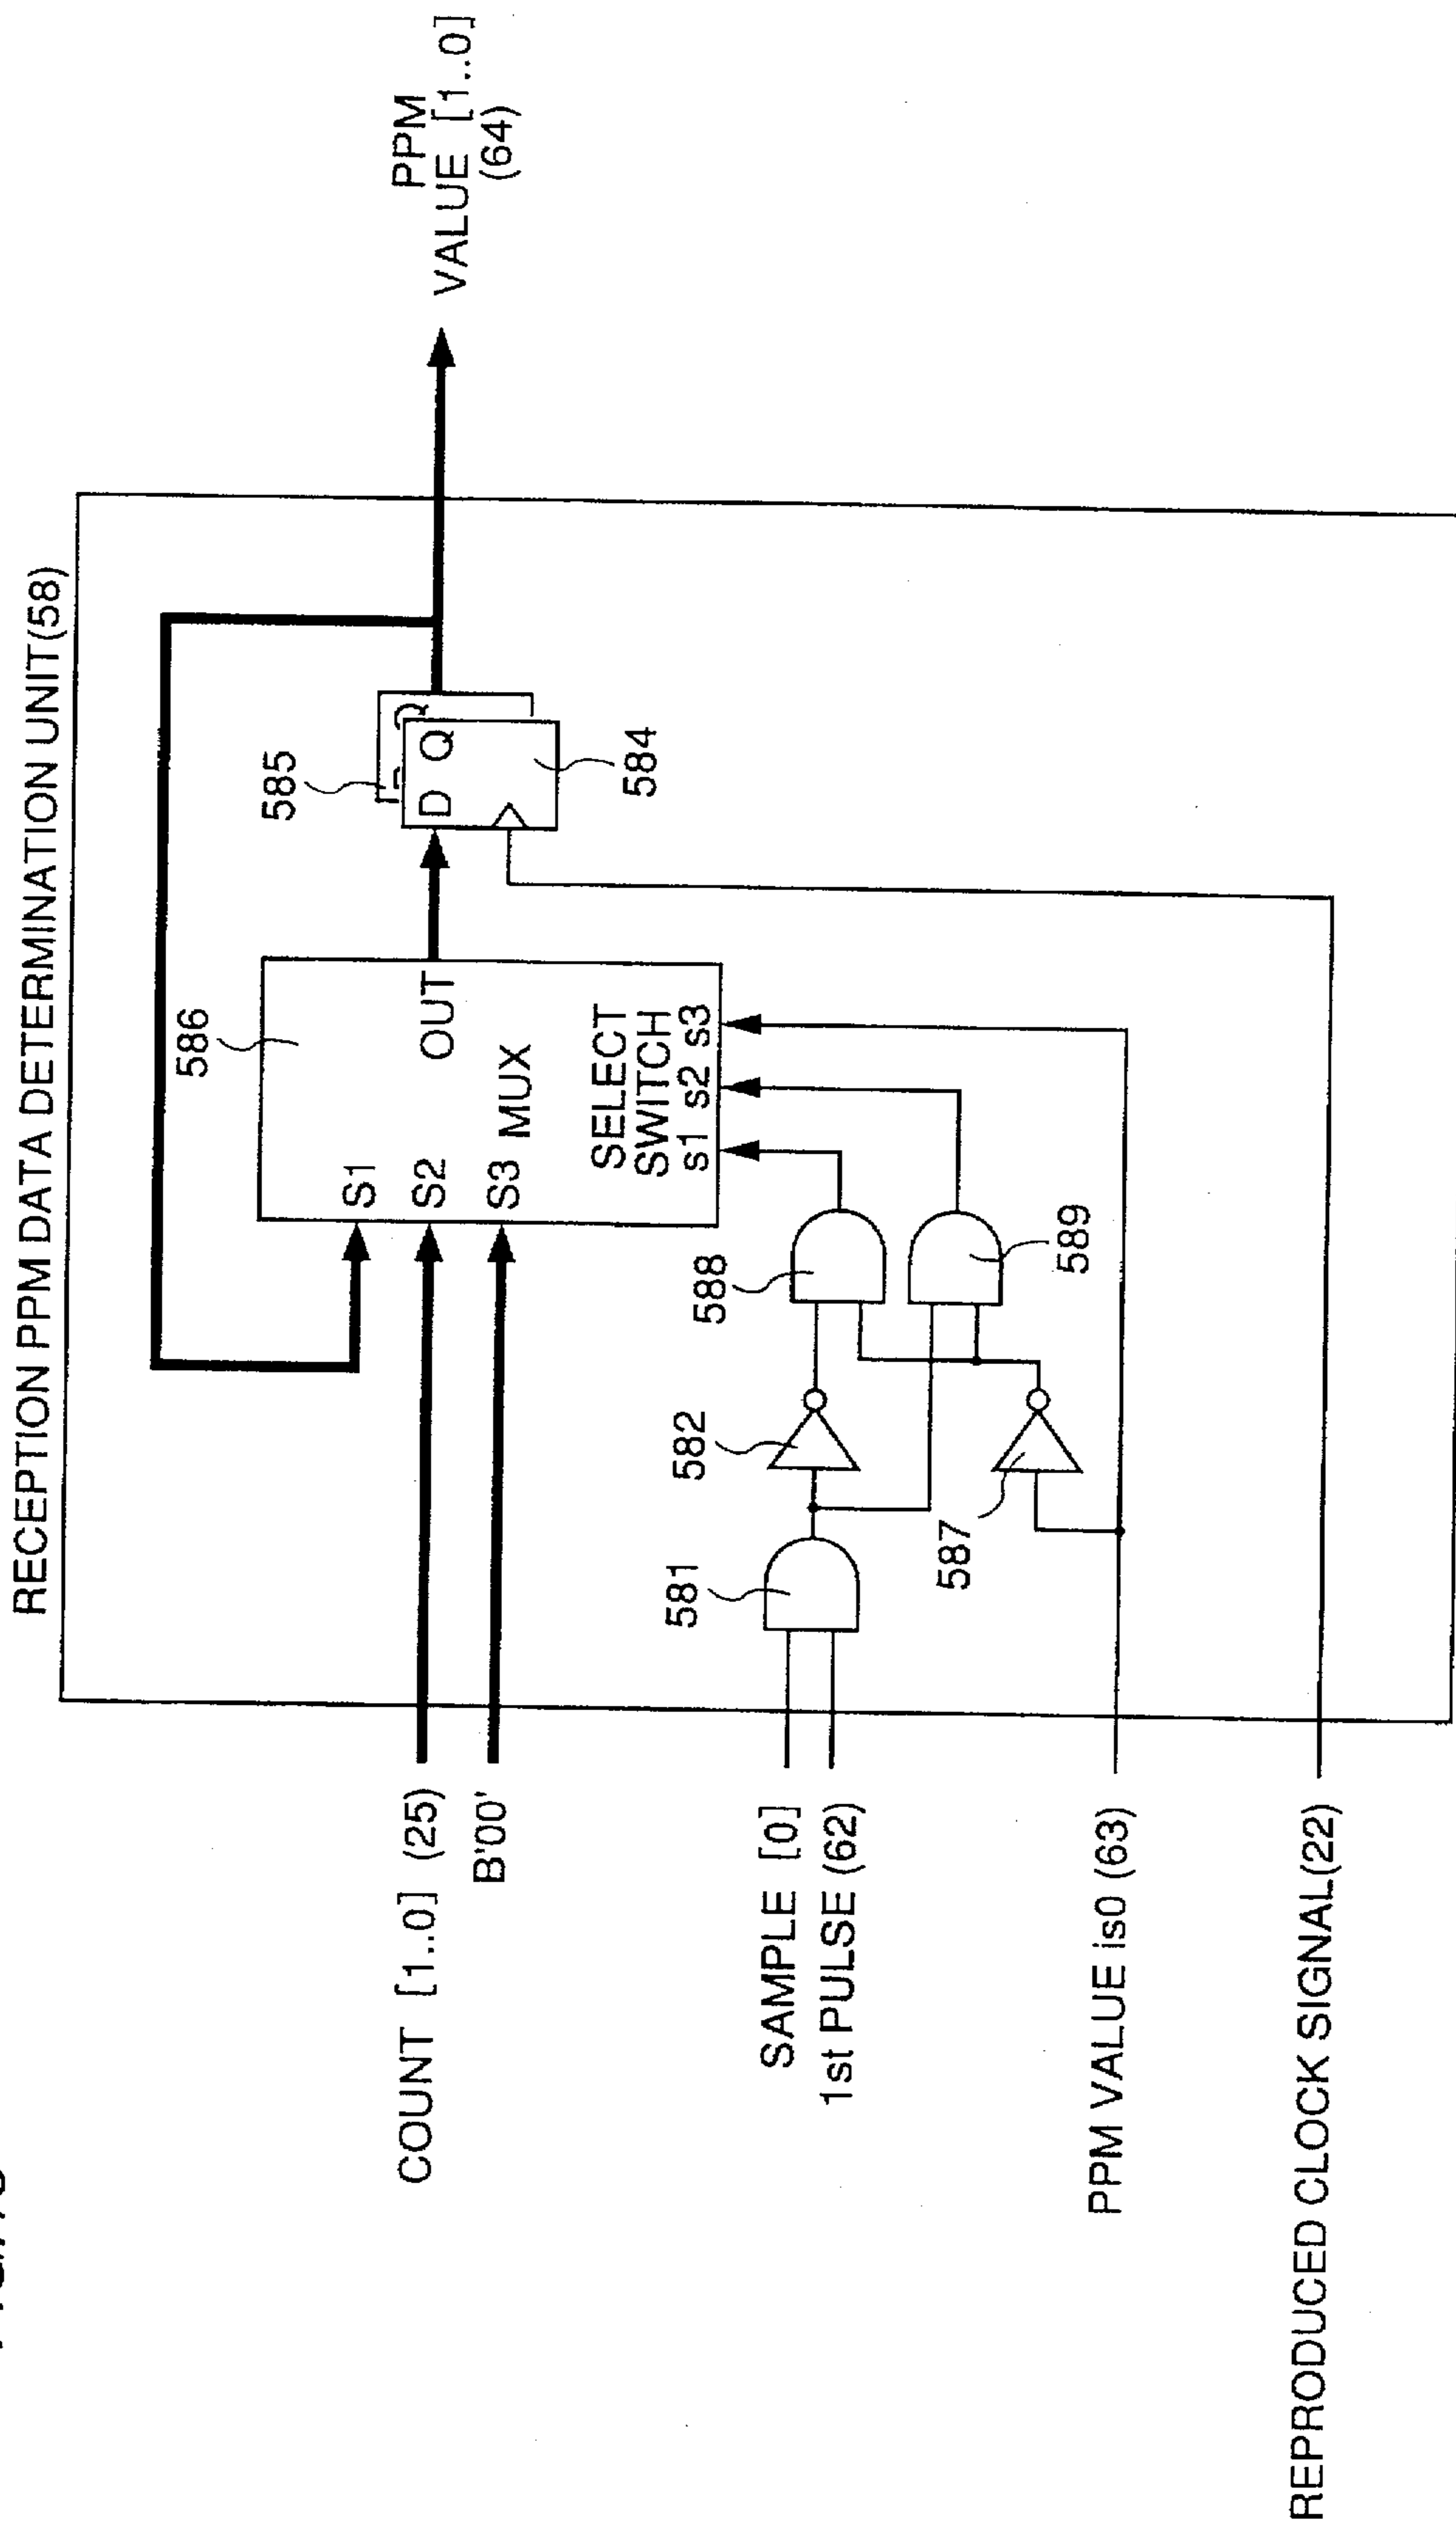 RECEPTION PPM DATA DETERMINATION UNIT(58)
586
585
D Q
D Q
584
PPM
VALUE [1..0]
(64)
S1
S2
S3
OUT
MUX
SELECT
SWITCH
s1 s2 s3
COUNT [1..0] (25)
B'00'
588
589
582
581
587
SAMPLE [0]
1st PULSE (62)
PPM VALUE is0 (63)
REPRODUCED CLOCK SIGNAL(22)